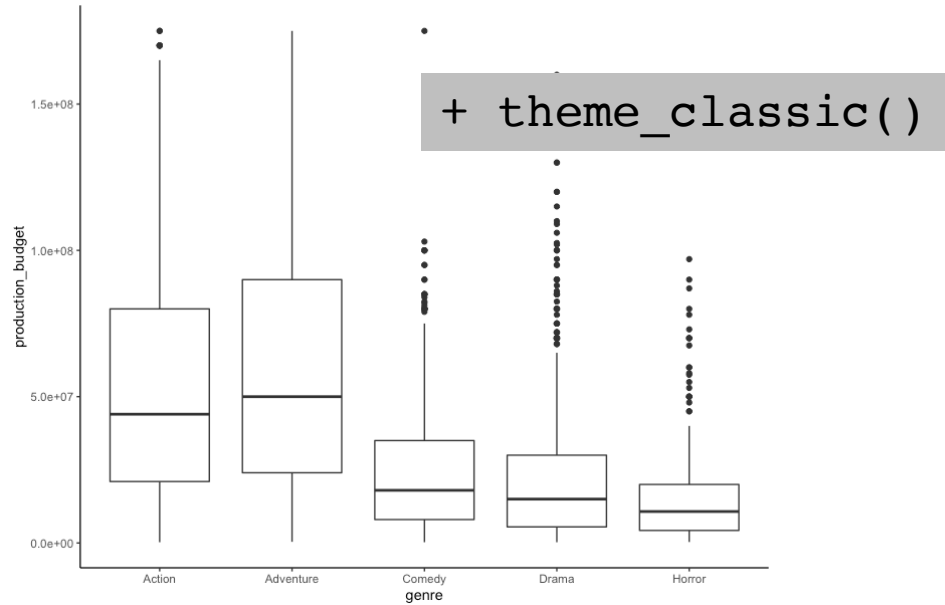 + theme_classic()
1.5e+08
1.0e+08
5.0e+07
0.0e+00
production_budget
Action Adventure Comedy Drama Horror
genre